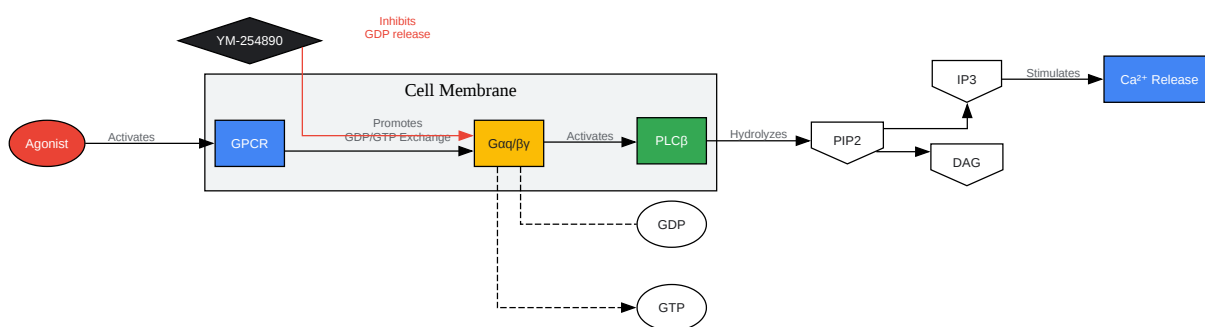 YM-254890
Inhibits
GDP release
Cell Membrane
Agonist
Activates
GPCR
Promotes
GDP/GTP Exchange
Gαq/βγ
Activates
PLCβ
Hydrolyzes
PIP2
IP3
Stimulates
Ca²⁺ Release
DAG
GDP
GTP